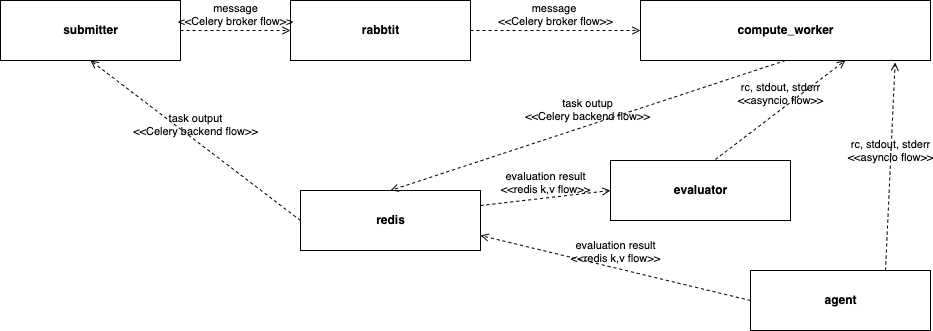 message
<<Celery broker flow>>
message
<<Celery broker flow>>
submitter
rabbtit
compute_worker
rc, stdout, stderr
<<asyncio flow>>
task outup
<<Celery backend flow>>
task output
<<Celery backend flow>>
rc, stdout, stderr
<<asyncio flow>>
evaluation result
<<redis k,v flow>>
evaluator
redis
evaluation result
<<redis k,v flow>>
agent